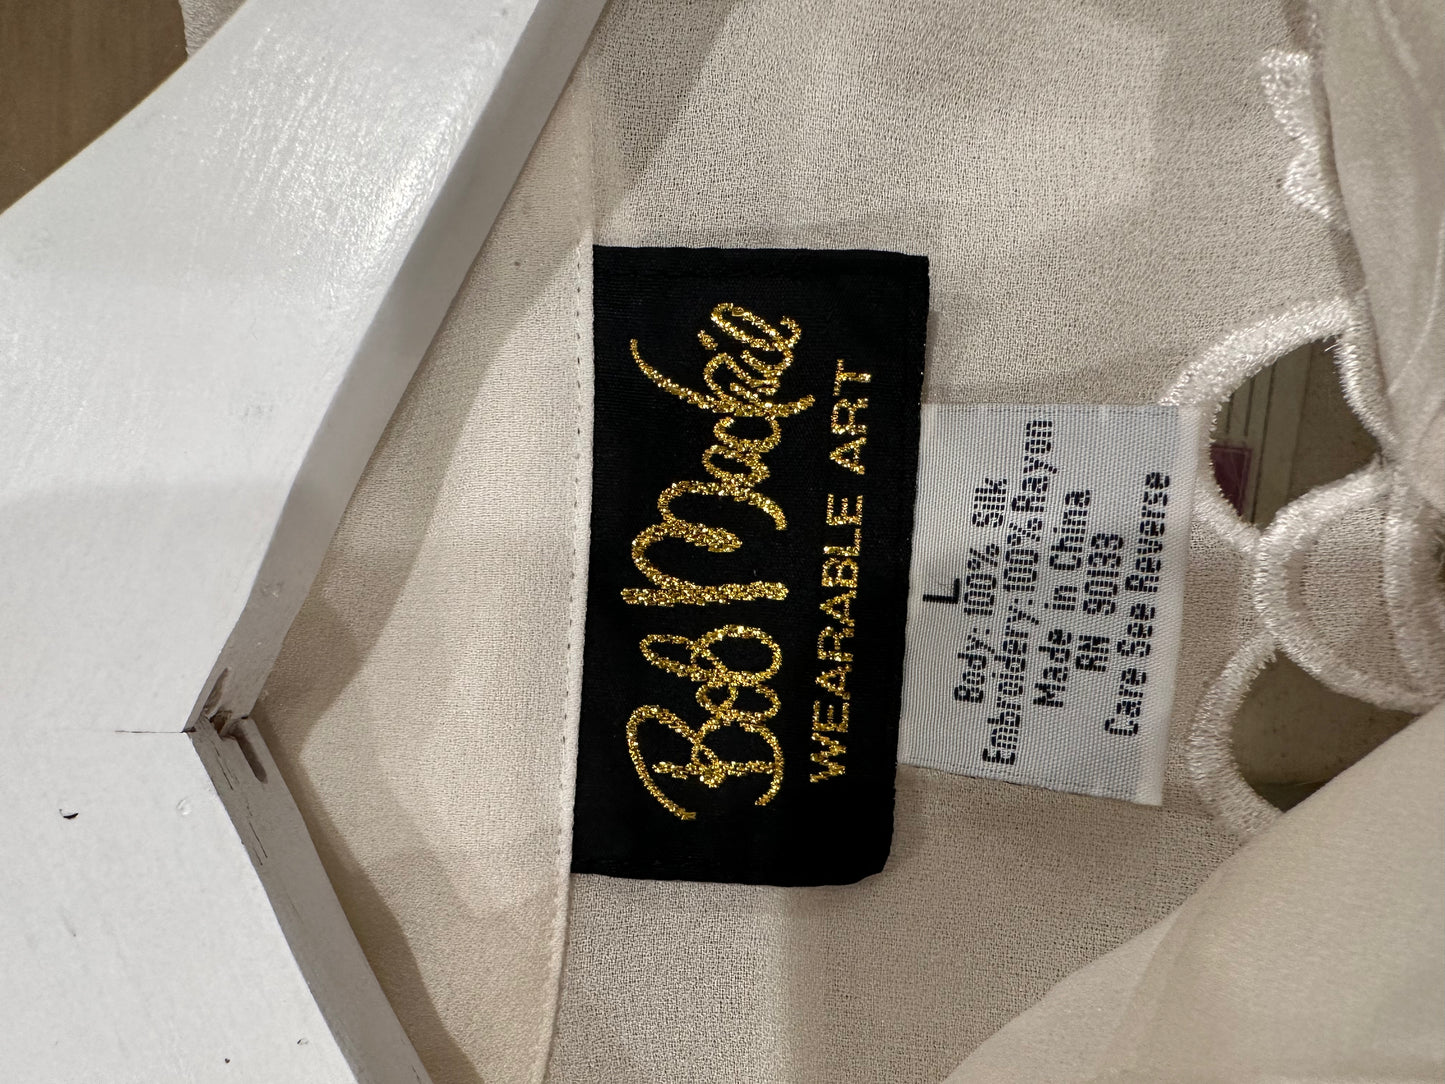 Bob Mackie
WEARABLE ART
L
Body: 100% Silk
Embroidery: 100% Rayon
Made in China
RN 90133
Care See Reverse